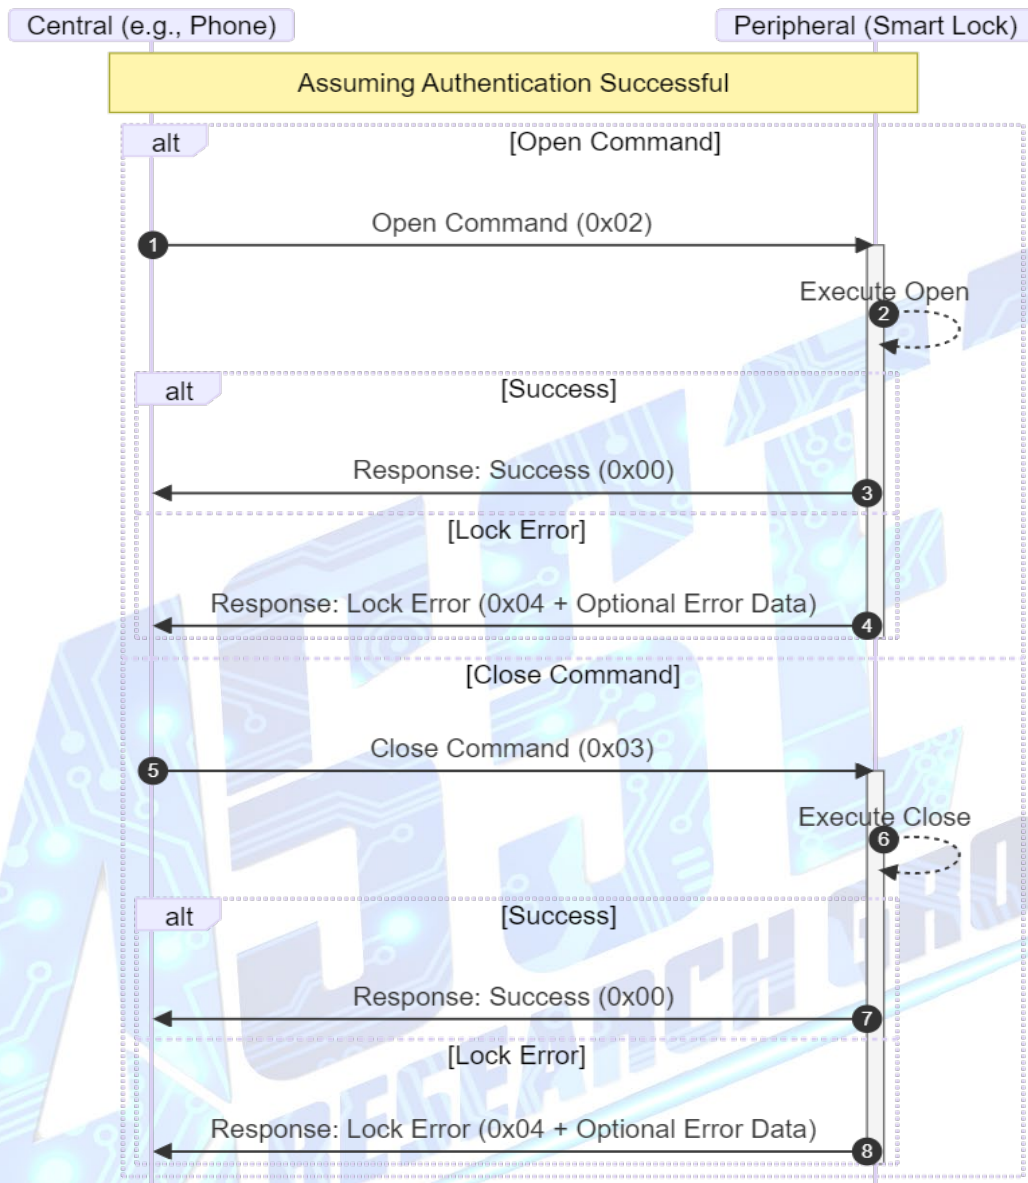 Central (e.g., Phone)
Peripheral (Smart Lock)
Assuming Authentication Successful
alt
[Open Command]
Open Command (0x02)
1
Execute Open
2
alt
[Success]
Response: Success (0x00)
3
[Lock Error]
Response: Lock Error (0x04 + Optional Error Data)
4
[Close Command]
Close Command (0x03)
5
Execute Close
6
alt
[Success]
Response: Success (0x00)
7
[Lock Error]
Response: Lock Error (0x04 + Optional Error Data)
8
RESEARCH GRO